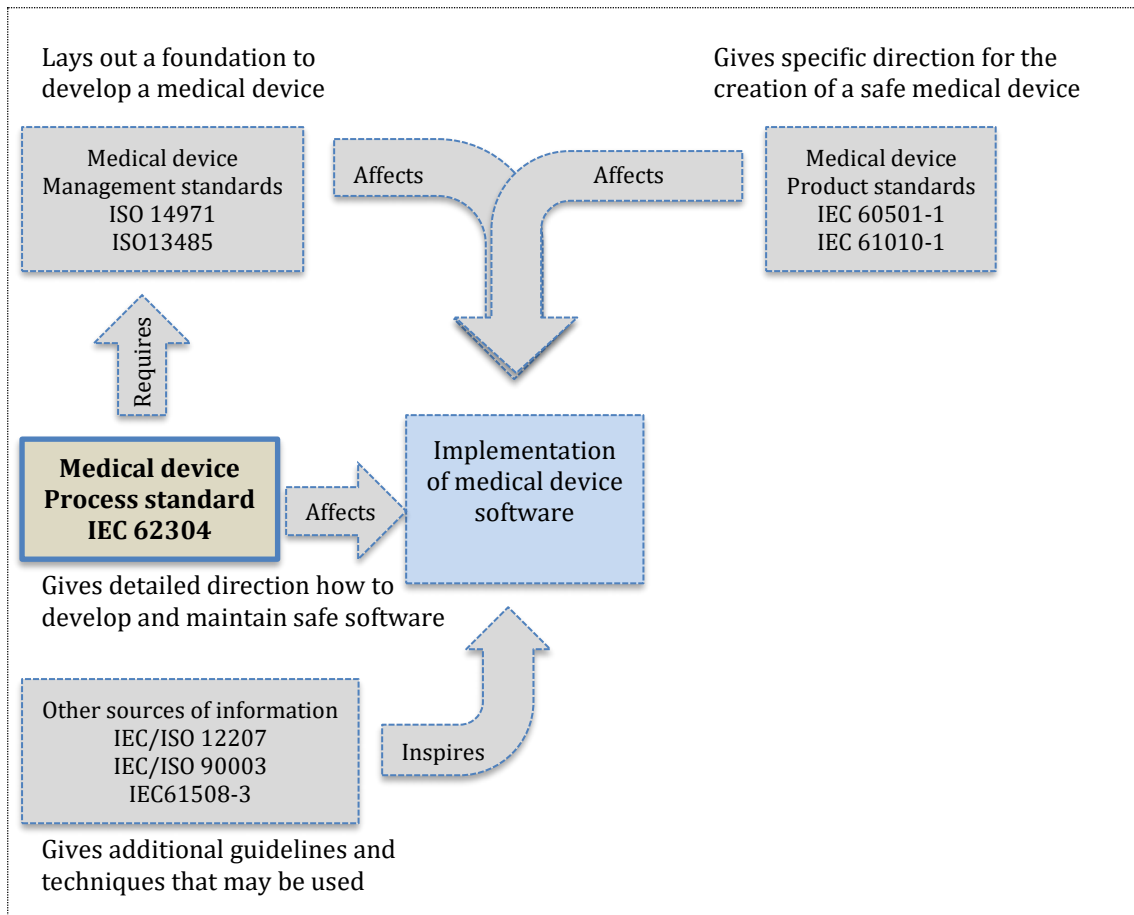 Lays out a foundation to
develop a medical device
Gives specific direction for the
creation of a safe medical device
Medical device
Management standards
ISO 14971
ISO13485
Affects
Affects
Medical device
Product standards
IEC 60501-1
IEC 61010-1
Requires
Medical device
Process standard
IEC 62304
Affects
Implementation
of medical device
software
Gives detailed direction how to
develop and maintain safe software
Other sources of information
IEC/ISO 12207
IEC/ISO 90003
IEC61508-3
Inspires
Gives additional guidelines and
techniques that may be used